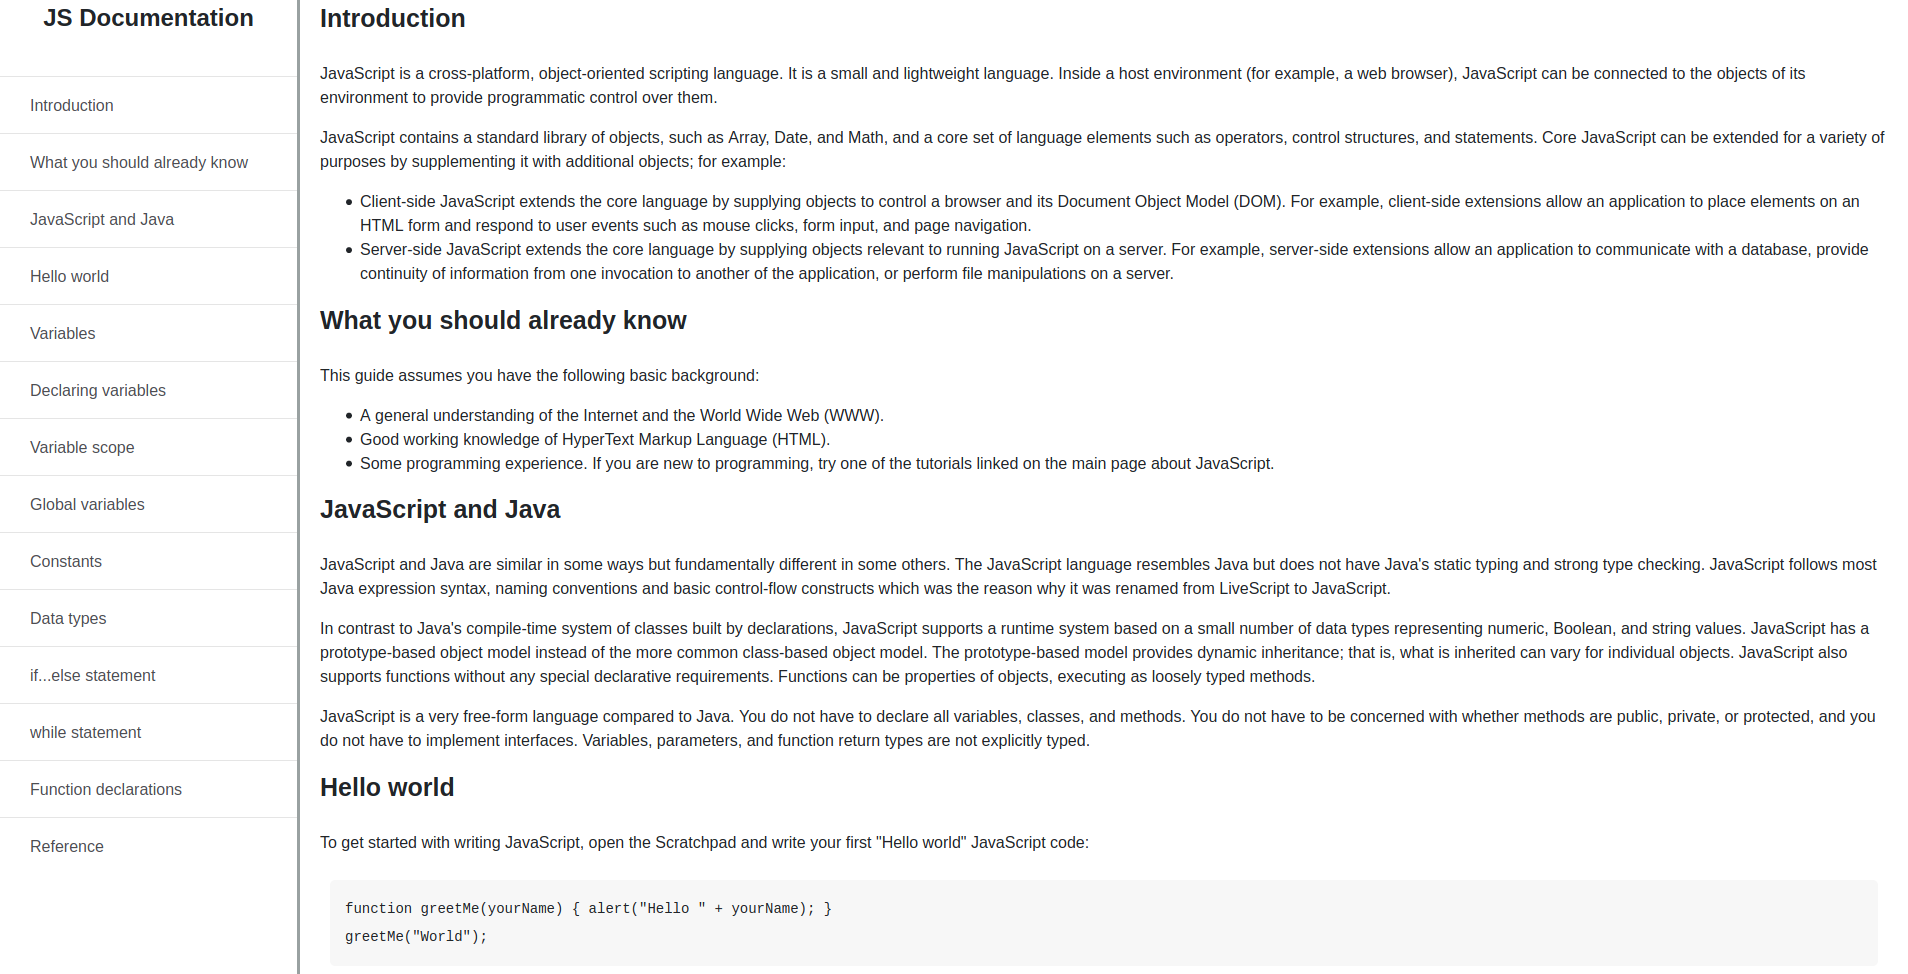 JS Documentation
Introduction
What you should already know
JavaScript and Java
Hello world
Variables
Declaring variables
Variable scope
Global variables
Constants
Data types
if...else statement
while statement
Function declarations
Reference
Introduction
JavaScript is a cross-platform, object-oriented scripting language. It is a small and lightweight language. Inside a host environment (for example, a web browser), JavaScript can be connected to the objects of its
environment to provide programmatic control over them.
JavaScript contains a standard library of objects, such as Array, Date, and Math, and a core set of language elements such as operators, control structures, and statements. Core JavaScript can be extended for a variety of
purposes by supplementing it with additional objects; for example:
• Client-side JavaScript extends the core language by supplying objects to control a browser and its Document Object Model (DOM). For example, client-side extensions allow an application to place elements on an
HTML form and respond to user events such as mouse clicks, form input, and page navigation.
• Server-side JavaScript extends the core language by supplying objects relevant to running JavaScript on a server. For example, server-side extensions allow an application to communicate with a database, provide
continuity of information from one invocation to another of the application, or perform file manipulations on a server.
What you should already know
This guide assumes you have the following basic background:
• A general understanding of the Internet and the World Wide Web (WWW).
• Good working knowledge of HyperText Markup Language (HTML).
• Some programming experience. If you are new to programming, try one of the tutorials linked on the main page about JavaScript.
JavaScript and Java
JavaScript and Java are similar in some ways but fundamentally different in some others. The JavaScript language resembles Java but does not have Java's static typing and strong type checking. JavaScript follows most
Java expression syntax, naming conventions and basic control-flow constructs which was the reason why it was renamed from LiveScript to JavaScript.
In contrast to Java's compile-time system of classes built by declarations, JavaScript supports a runtime system based on a small number of data types representing numeric, Boolean, and string values. JavaScript has a
prototype-based object model instead of the more common class-based object model. The prototype-based model provides dynamic inheritance; that is, what is inherited can vary for individual objects. JavaScript also
supports functions without any special declarative requirements. Functions can be properties of objects, executing as loosely typed methods.
JavaScript is a very free-form language compared to Java. You do not have to declare all variables, classes, and methods. You do not have to be concerned with whether methods are public, private, or protected, and you
do not have to implement interfaces. Variables, parameters, and function return types are not explicitly typed.
Hello world
To get started with writing JavaScript, open the Scratchpad and write your first "Hello world" JavaScript code:
function greetMe(yourName) { alert("Hello " + yourName); }
greetMe("World");